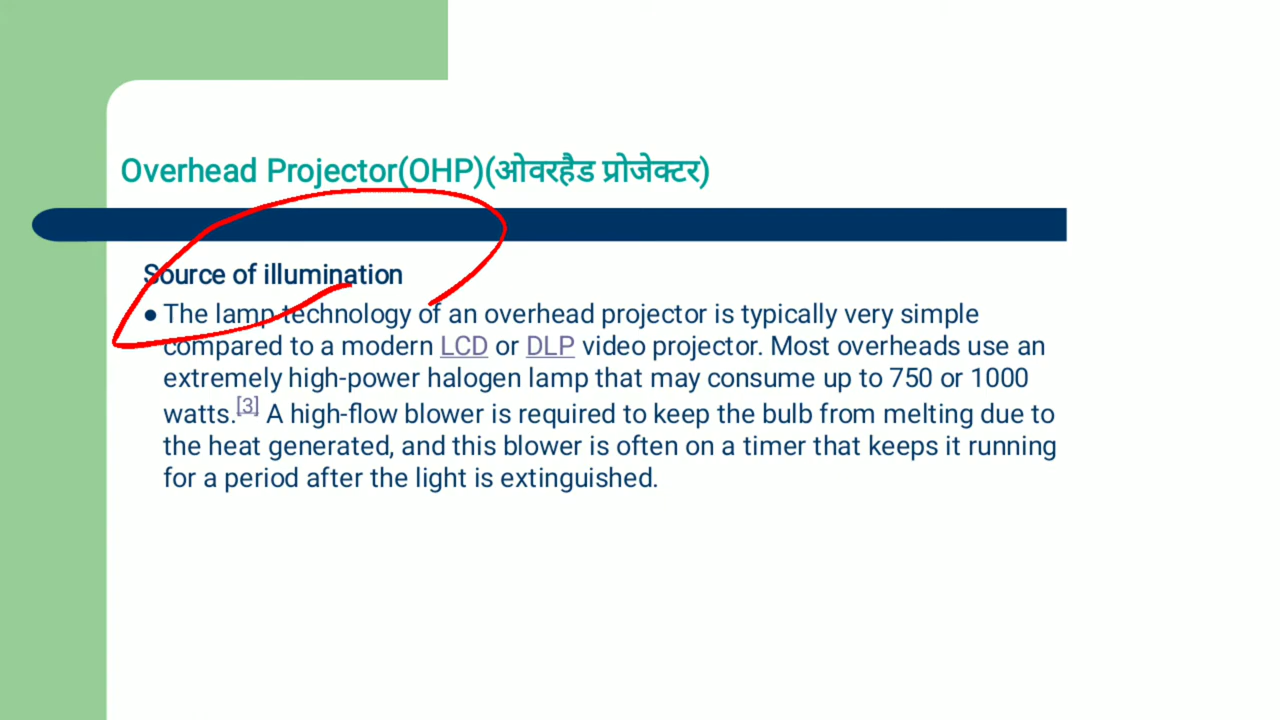 Overhead Projector(OHP)(ओवरहैड प्रोजेक्टर)
Source of illumination
● The lamp technology of an overhead projector is typically very simple
compared to a modern LCD or DLP video projector. Most overheads use an
extremely high-power halogen lamp that may consume up to 750 or 1000
watts.[3] A high-flow blower is required to keep the bulb from melting due to
the heat generated, and this blower is often on a timer that keeps it running
for a period after the light is extinguished.